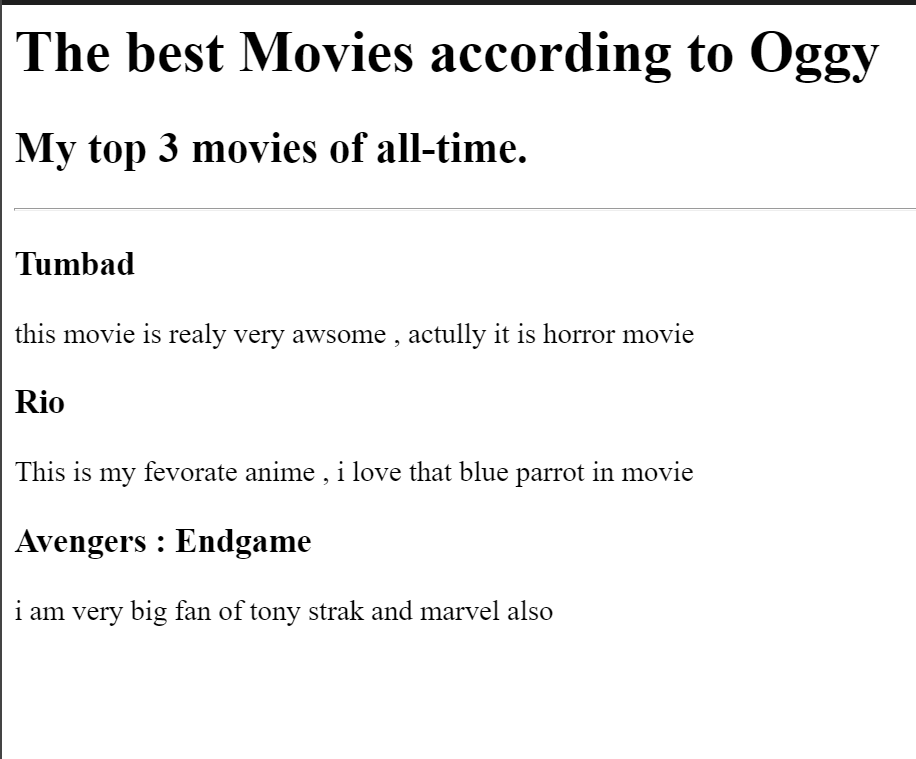 The best Movies according to Oggy
My top 3 movies of all-time.
Tumbad
this movie is realy very awsome , actully it is horror movie
Rio
This is my fevorate anime , i love that blue parrot in movie
Avengers : Endgame
i am very big fan of tony strak and marvel also